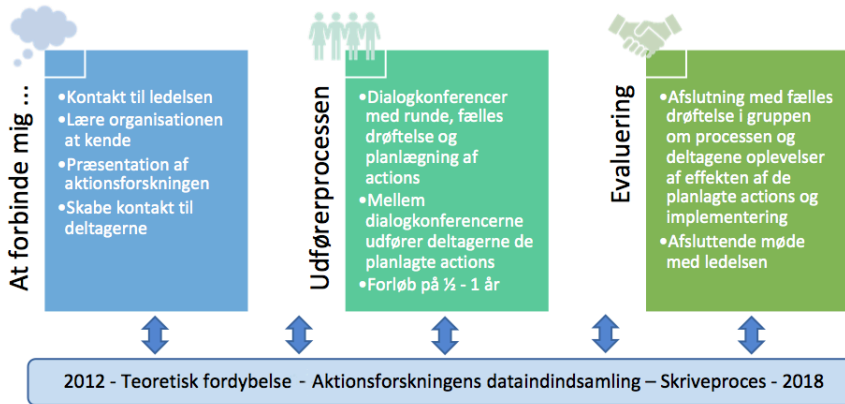 At forbinde mig ...
•Kontakt til ledelsen
•Lære organisationen
at kende
•Præsentation af
aktionsforskningen
•Skabe kontakt til
deltagerne
Udførerprocessen
•Dialogkonferencer
med runde, fælles
drøftelse og
planlægning af
actions
•Mellem
dialogkonferencerne
udfører deltagerne de
planlagte actions
•Forløb på ½ - 1 år
Evaluering
•Afslutning med fælles
drøftelse i gruppen
om processen og
deltagene oplevelser
af effekten af de
planlagte actions og
implementering
•Afsluttende møde
med ledelsen
2012 - Teoretisk fordybelse - Aktionsforskningens dataindindsamling – Skriveproces - 2018